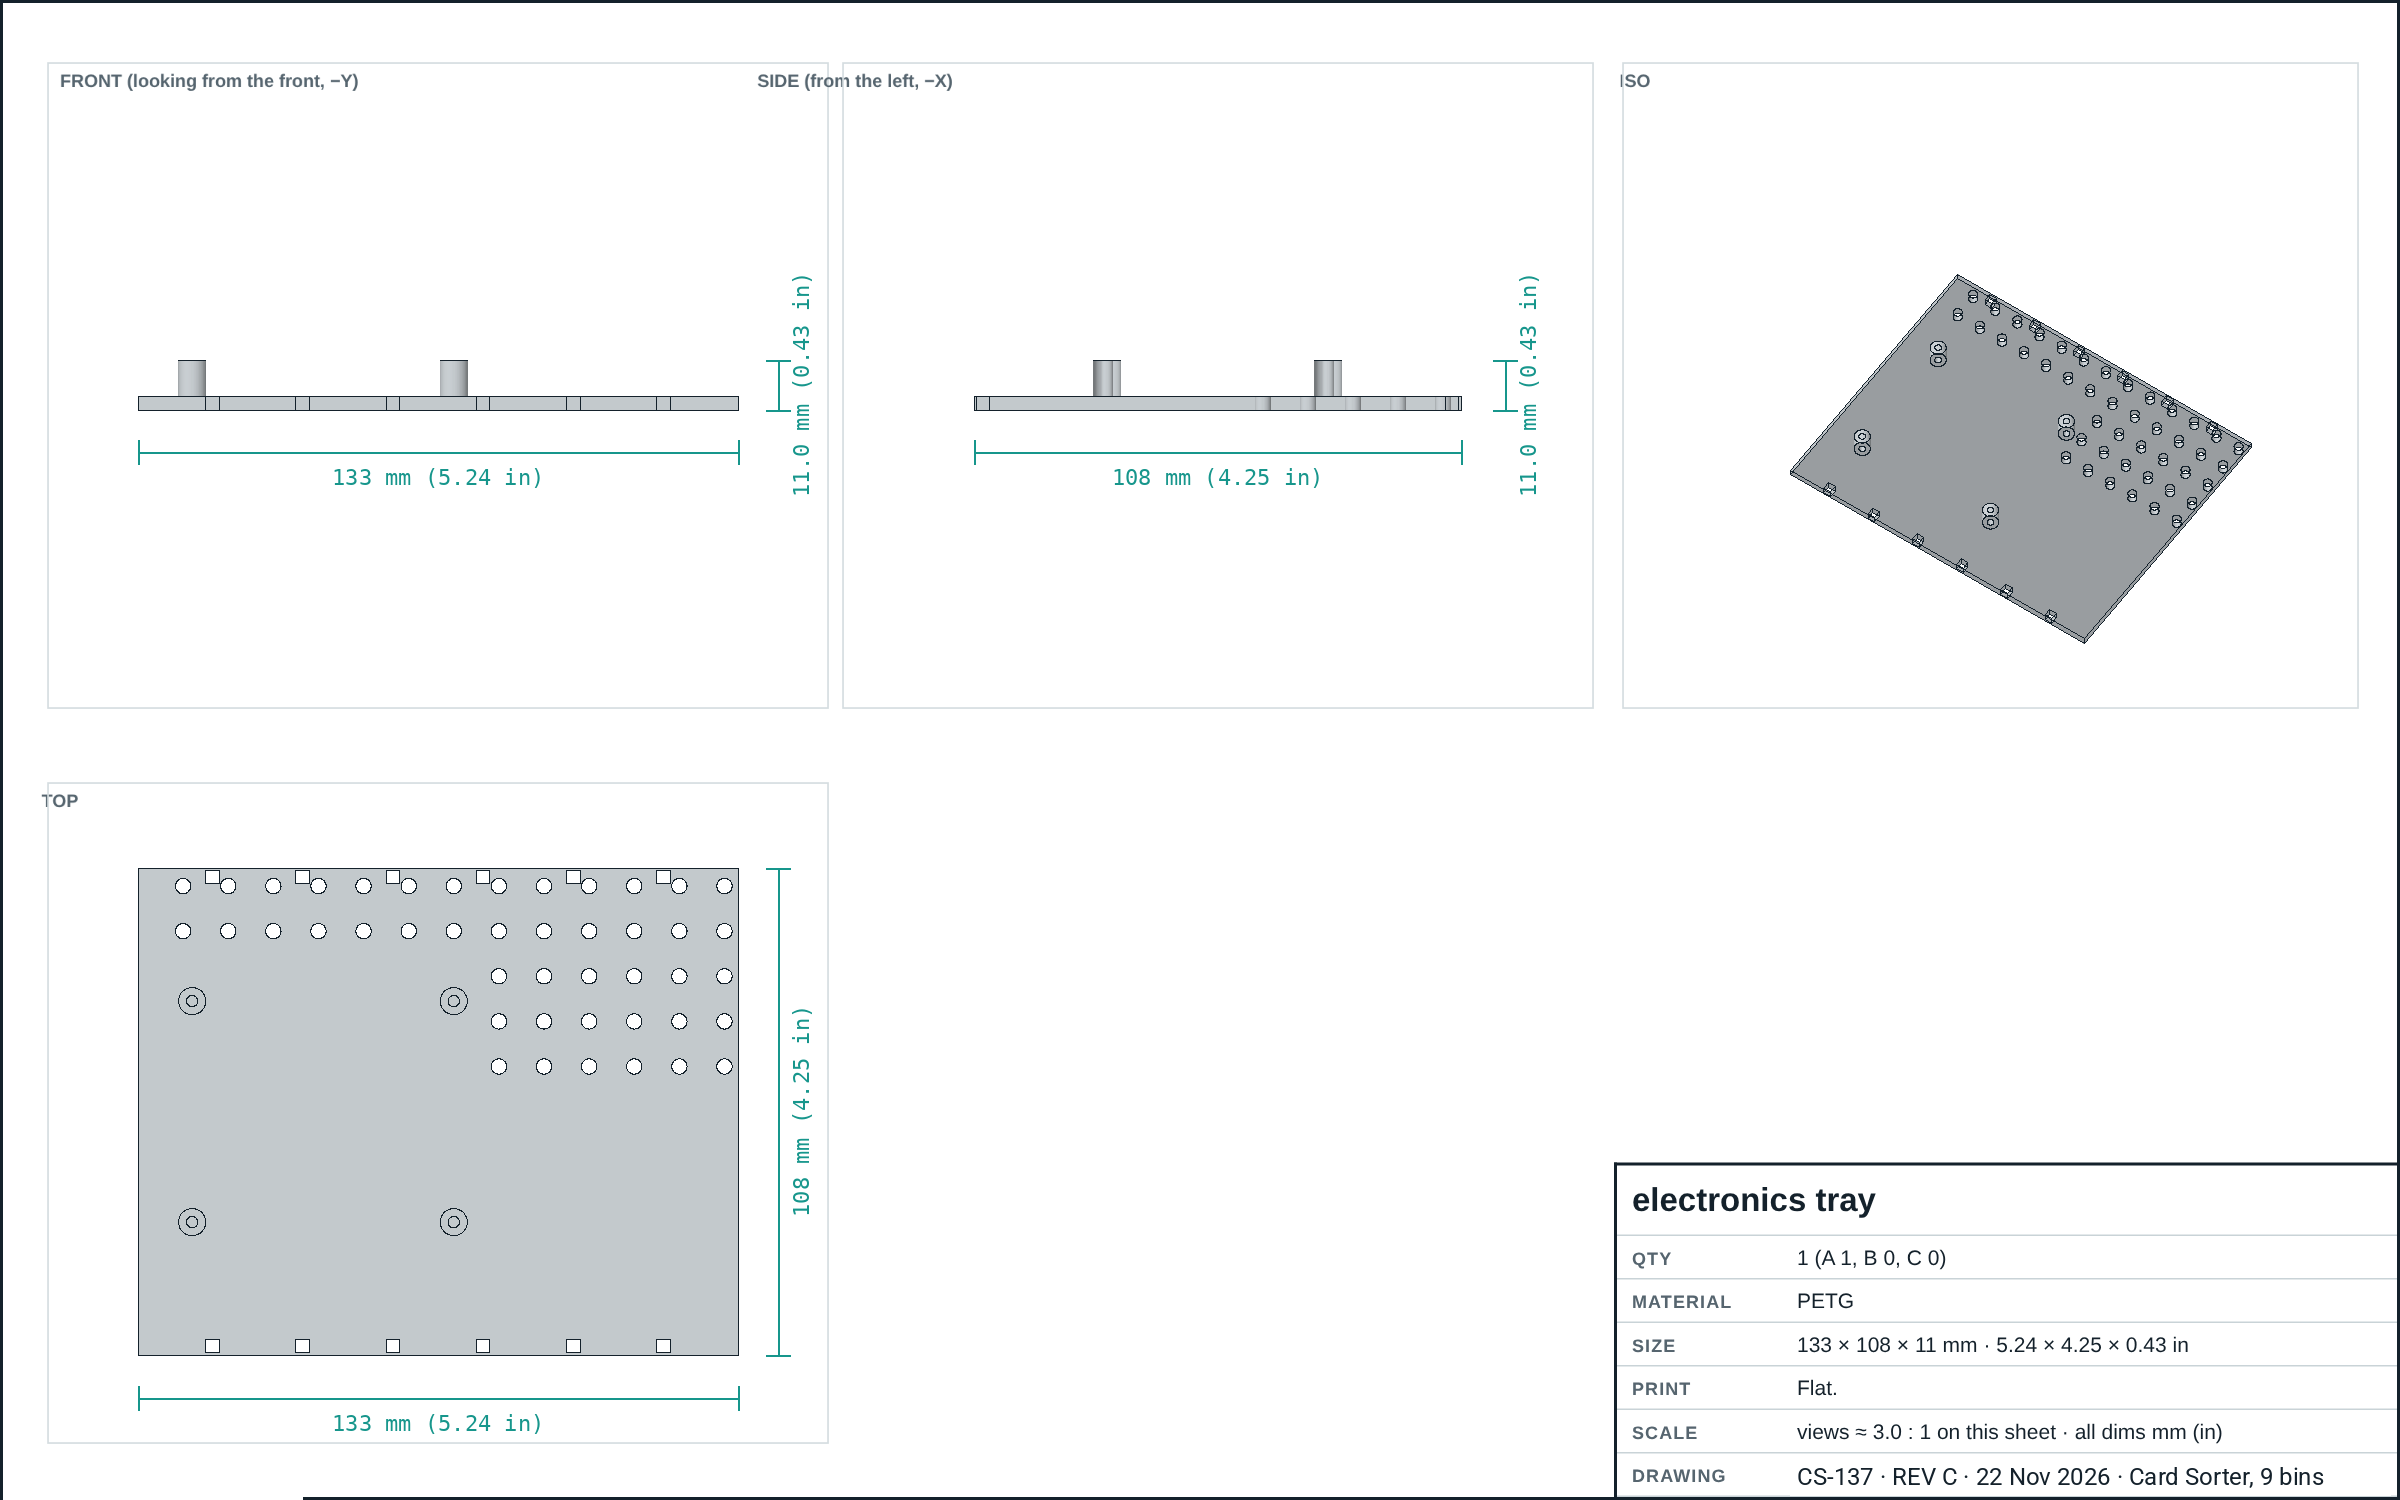 FRONT (looking from the front, −Y)
SIDE (from the left, −X)
ISO
11.0 mm (0.43 in)
133 mm (5.24 in)
11.0 mm (0.43 in)
108 mm (4.25 in)
TOP
108 mm (4.25 in)
133 mm (5.24 in)
electronics tray
QTY 1 (A 1, B 0, C 0)
MATERIAL PETG
SIZE 133 × 108 × 11 mm · 5.24 × 4.25 × 0.43 in
PRINT Flat.
SCALE views ≈ 3.0 : 1 on this sheet · all dims mm (in)
DRAWING CS-137 · REV C · 22 Nov 2026 · Card Sorter, 9 bins